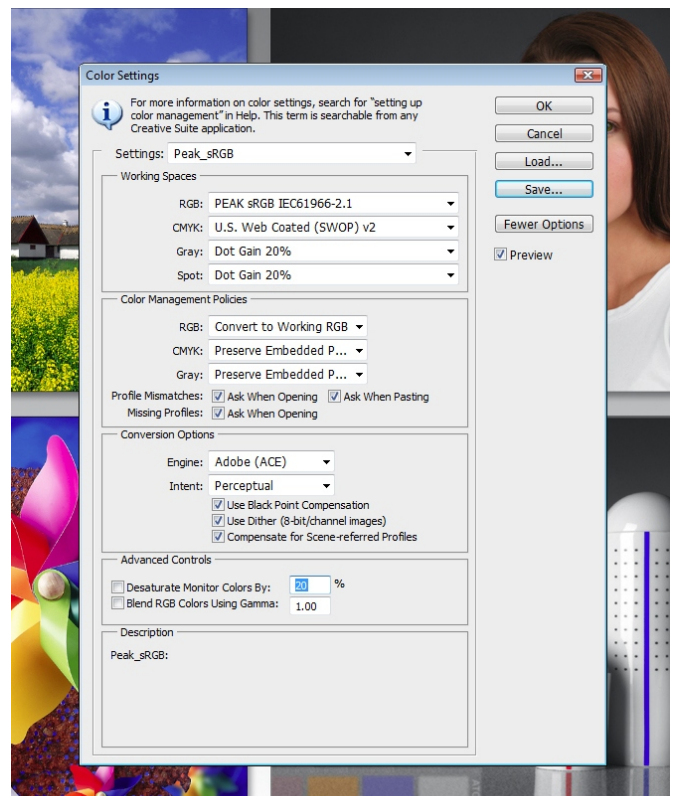 Color Settings
For more information on color settings, search for "setting up
color management" in Help. This term is searchable from any
Creative Suite application.
OK
Cancel
Load...
Save...
Fewer Options
Preview
Settings: Peak_sRGB
Working Spaces
RGB: PEAK sRGB IEC61966-2.1
CMYK: U.S. Web Coated (SWOP) v2
Gray: Dot Gain 20%
Spot: Dot Gain 20%
Color Management Policies
RGB: Convert to Working RGB
CMYK: Preserve Embedded P...
Gray: Preserve Embedded P...
Profile Mismatches: Ask When Opening Ask When Pasting
Missing Profiles: Ask When Opening
Conversion Options
Engine: Adobe (ACE)
Intent: Perceptual
Use Black Point Compensation
Use Dither (8-bit/channel images)
Compensate for Scene-referred Profiles
Advanced Controls
Desaturate Monitor Colors By: 20 %
Blend RGB Colors Using Gamma: 1.00
Description
Peak_sRGB: